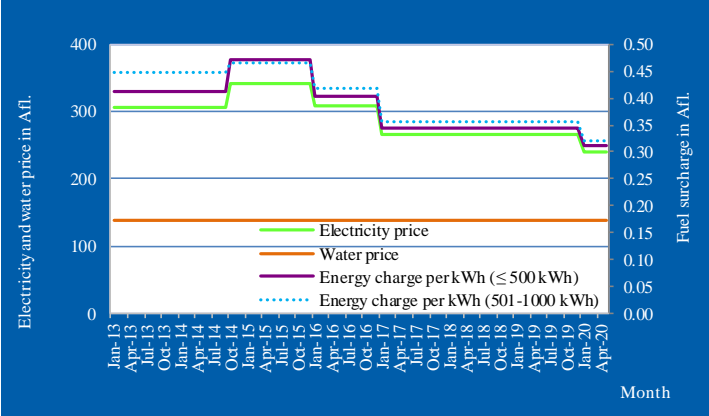 400
300
200
100
0
Electricity and water price in Afl.
0.50
0.45
0.40
0.35
0.30
0.25
0.20
0.15
0.10
0.05
0.00
Fuel surcharge in Afl.
Electricity price
Water price
Energy charge per kWh (≤ 500 kWh)
Energy charge per kWh (501-1000 kWh)
Jan-13
Apr-13
Jul-13
Oct-13
Jan-14
Apr-14
Jul-14
Oct-14
Jan-15
Apr-15
Jul-15
Oct-15
Jan-16
Apr-16
Jul-16
Oct-16
Jan-17
Apr-17
Jul-17
Oct-17
Jan-18
Apr-18
Jul-18
Oct-18
Jan-19
Apr-19
Jul-19
Oct-19
Jan-20
Apr-20
Month